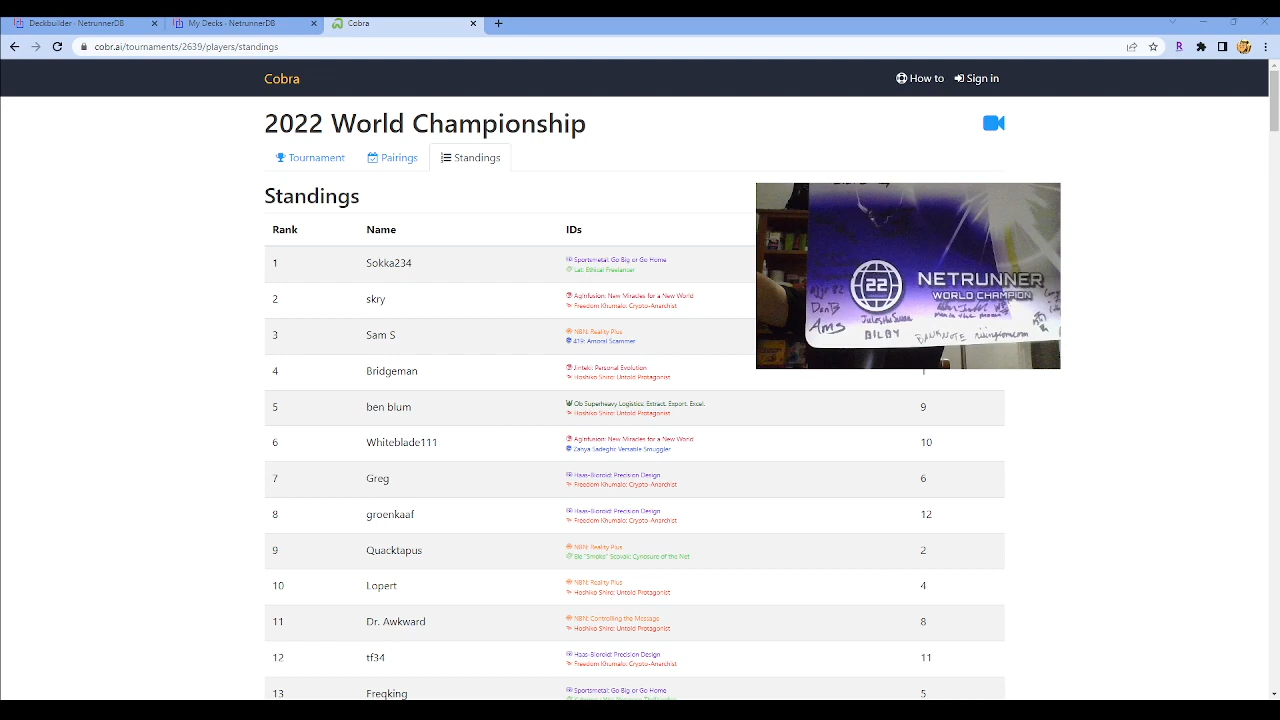 Deckbuilder · NetrunnerDB
My Decks · NetrunnerDB
Cobra
cobr.ai/tournaments/2639/players/standings
Cobra
How to
Sign in
2022 World Championship
Tournament
Pairings
Standings
Standings
Rank Name IDs
1 Sokka234 Sportsmetal: Go Big or Go Home
Lat: Ethical Freelancer
2 skry AgInfusion: New Miracles for a New World
Freedom Khumalo: Crypto-Anarchist
3 Sam S NBN: Reality Plus
419: Amoral Scammer
4 Bridgeman Jinteki: Personal Evolution
Hoshiko Shiro: Untold Protagonist
5 ben blum Ob Superheavy Logistics: Extract. Export. Excel. 9
Hoshiko Shiro: Untold Protagonist
6 Whiteblade111 AgInfusion: New Miracles for a New World 10
Zahya Sadeghi: Versatile Smuggler
7 Greg Haas-Bioroid: Precision Design 6
Freedom Khumalo: Crypto-Anarchist
8 groenkaaf Haas-Bioroid: Precision Design 12
Freedom Khumalo: Crypto-Anarchist
9 Quacktapus NBN: Reality Plus 2
Ele "Smoke" Scovak: Cynosure of the Net
10 Lopert NBN: Reality Plus 4
Hoshiko Shiro: Untold Protagonist
11 Dr. Awkward NBN: Controlling the Message 8
Hoshiko Shiro: Untold Protagonist
12 tf34 Haas-Bioroid: Precision Design 11
Freedom Khumalo: Crypto-Anarchist
13 Freqking Sportsmetal: Go Big or Go Home 5
22 NETRUNNER
WORLD CHAMPION
DonB
Ams
BILBY
BANKNOTE